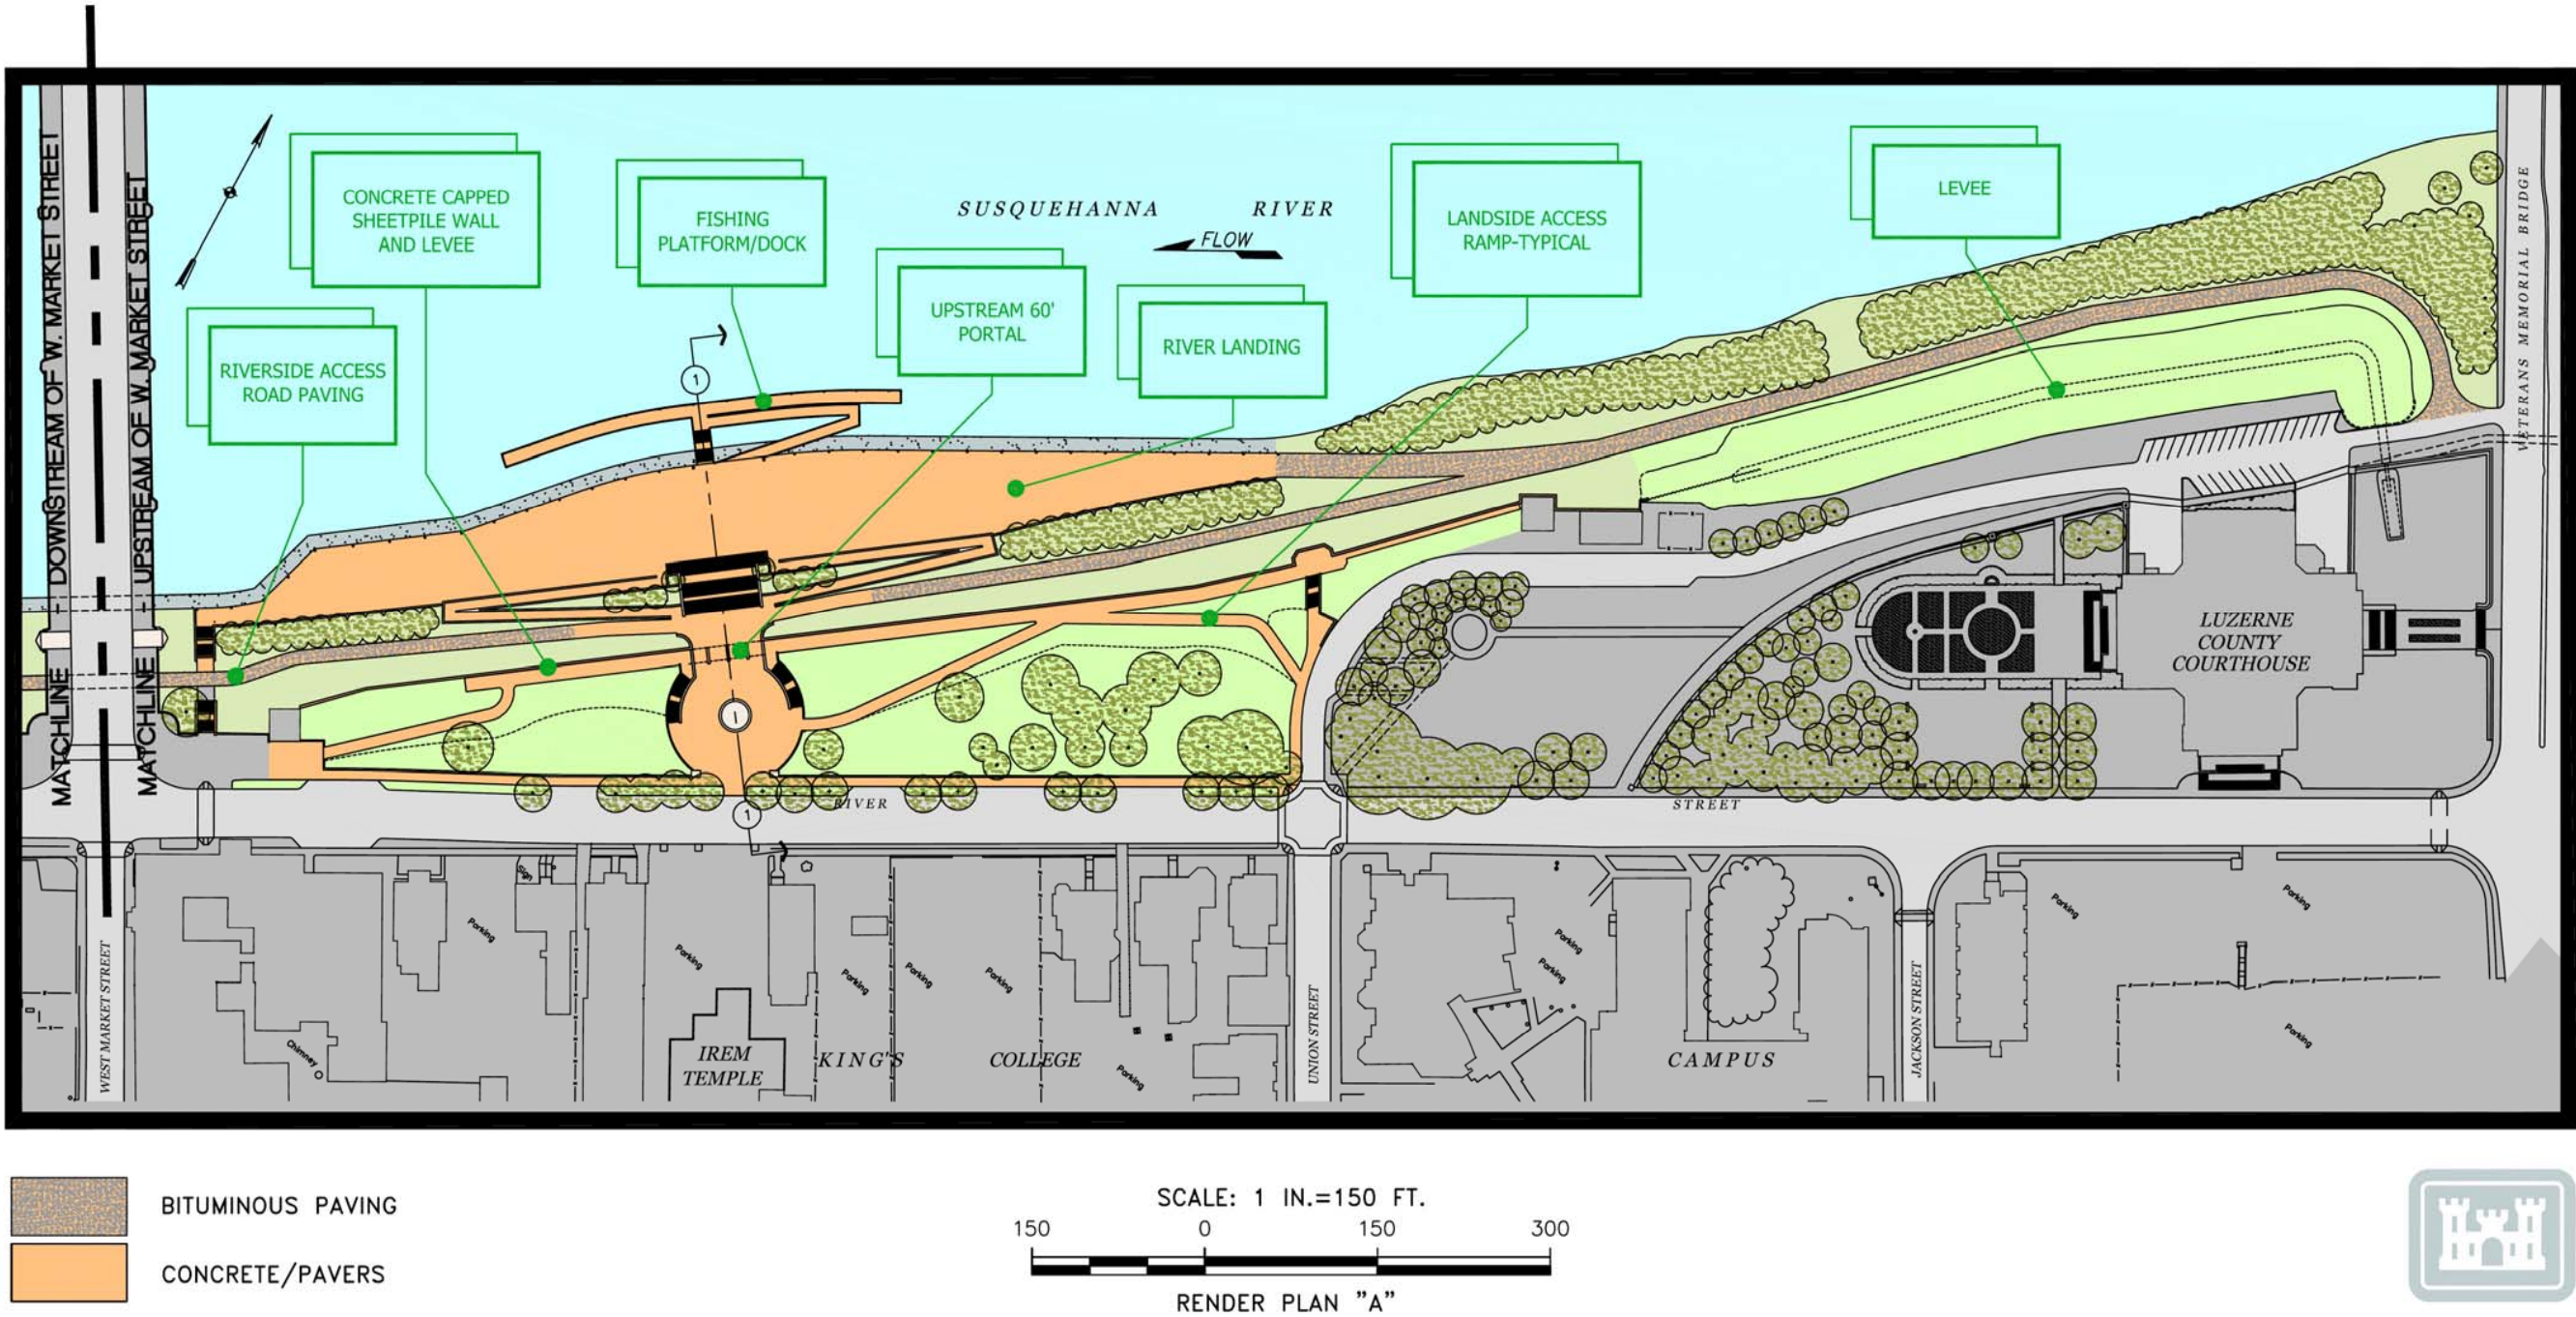 MATCHLINE - DOWNSTREAM OF W. MARKET STREET
MATCHLINE - UPSTREAM OF W. MARKET STREET
CONCRETE CAPPED
SHEETPILE WALL
AND LEVEE
FISHING
PLATFORM/DOCK
SUSQUEHANNA RIVER
FLOW
LANDSIDE ACCESS
RAMP-TYPICAL
LEVEE
VETERANS MEMORIAL BRIDGE
UPSTREAM 60'
PORTAL
RIVER LANDING
RIVERSIDE ACCESS
ROAD PAVING
1
LUZERNE
COUNTY
COURTHOUSE
1
RIVER STREET
Sign
Parking
Parking
Parking
Parking
Parking
Parking
Parking
Parking
Parking
Parking
Parking
Chimney
WEST MARKET STREET
IREM
TEMPLE
KING'S COLLEGE CAMPUS
UNION STREET
JACKSON STREET
BITUMINOUS PAVING
CONCRETE/PAVERS
SCALE: 1 IN.=150 FT.
150 0 150 300
RENDER PLAN "A"